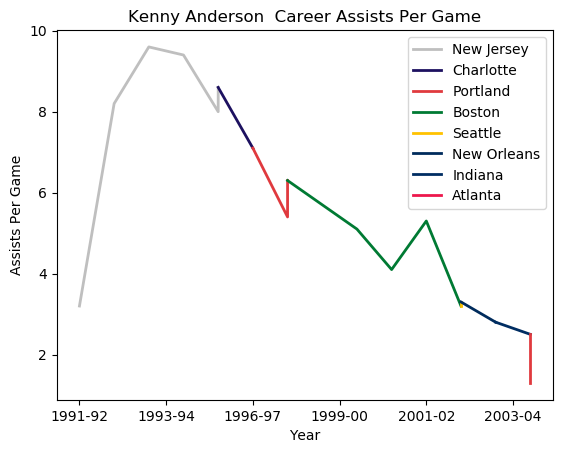 Kenny Anderson  Career Assists Per Game
New Jersey
Charlotte
Portland
Boston
Seattle
New Orleans
Indiana
Atlanta
Assists Per Game
10
8
6
4
2
1991-92
1993-94
1996-97
1999-00
2001-02
2003-04
Year